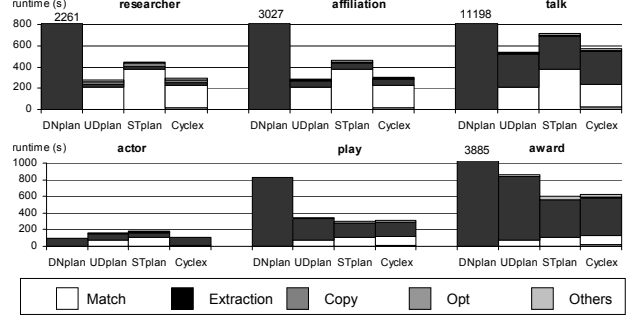 runtime (s) researcher affiliation talk
800 2261 3027 11198
600
400
200
0
DNplan UDplan STplan Cyclex DNplan UDplan STplan Cyclex DNplan UDplan STplan Cyclex
runtime (s) actor play award
1000 3885
800
600
400
200
0
DNplan UDplan STplan Cyclex DNplan UDplan STplan Cyclex DNplan UDplan STplan Cyclex
Match Extraction Copy Opt Others